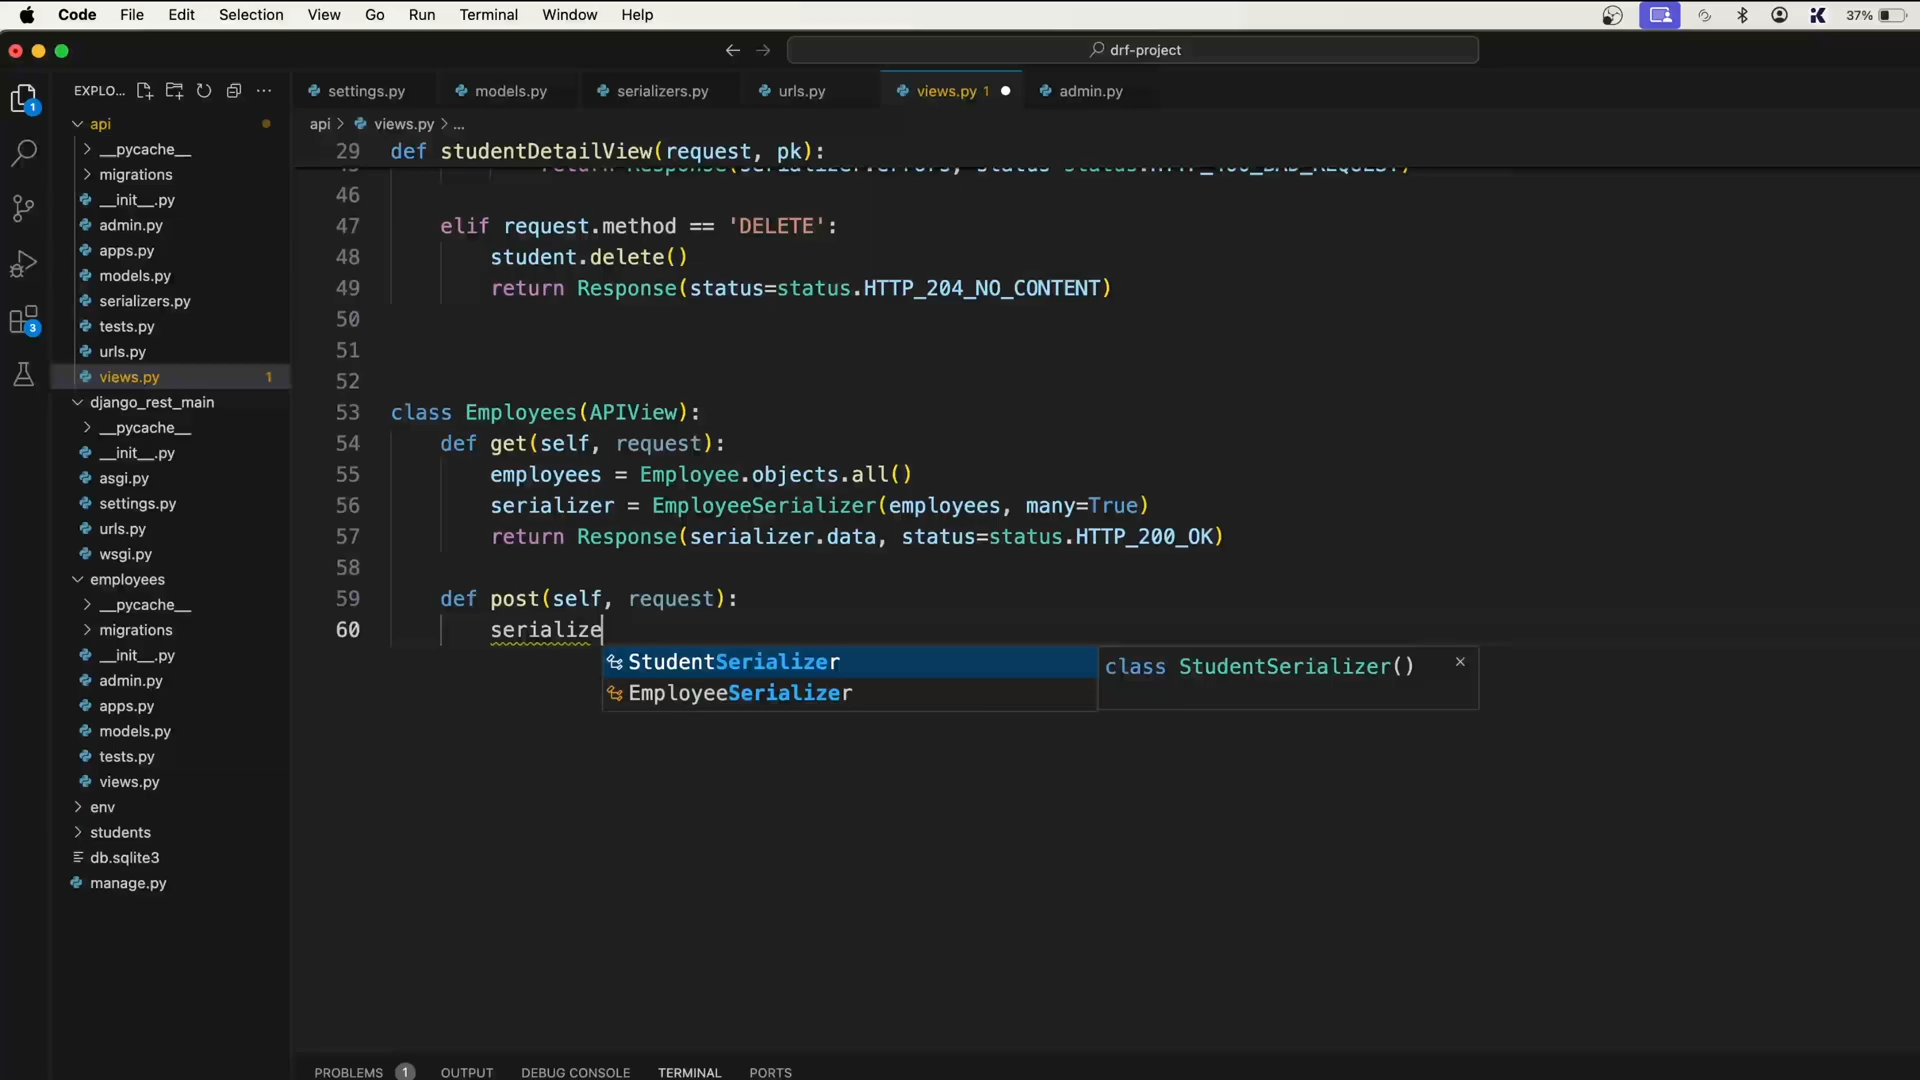 Code File Edit Selection View Go Run Terminal Window Help 37%
drf-project
EXPLO...
settings.py models.py serializers.py urls.py views.py 1 admin.py
api > views.py > ...
1
3
api
__pycache__
migrations
__init__.py
admin.py
apps.py
models.py
serializers.py
tests.py
urls.py
views.py 1
django_rest_main
__pycache__
__init__.py
asgi.py
settings.py
urls.py
wsgi.py
employees
__pycache__
migrations
__init__.py
admin.py
apps.py
models.py
tests.py
views.py
env
students
db.sqlite3
manage.py
29 def studentDetailView(request, pk):
46
47 elif request.method == 'DELETE':
48 student.delete()
49 return Response(status=status.HTTP_204_NO_CONTENT)
50
51
52
53 class Employees(APIView):
54 def get(self, request):
55 employees = Employee.objects.all()
56 serializer = EmployeeSerializer(employees, many=True)
57 return Response(serializer.data, status=status.HTTP_200_OK)
58
59 def post(self, request):
60 serialize
StudentSerializer
EmployeeSerializer
class StudentSerializer()
PROBLEMS 1 OUTPUT DEBUG CONSOLE TERMINAL PORTS